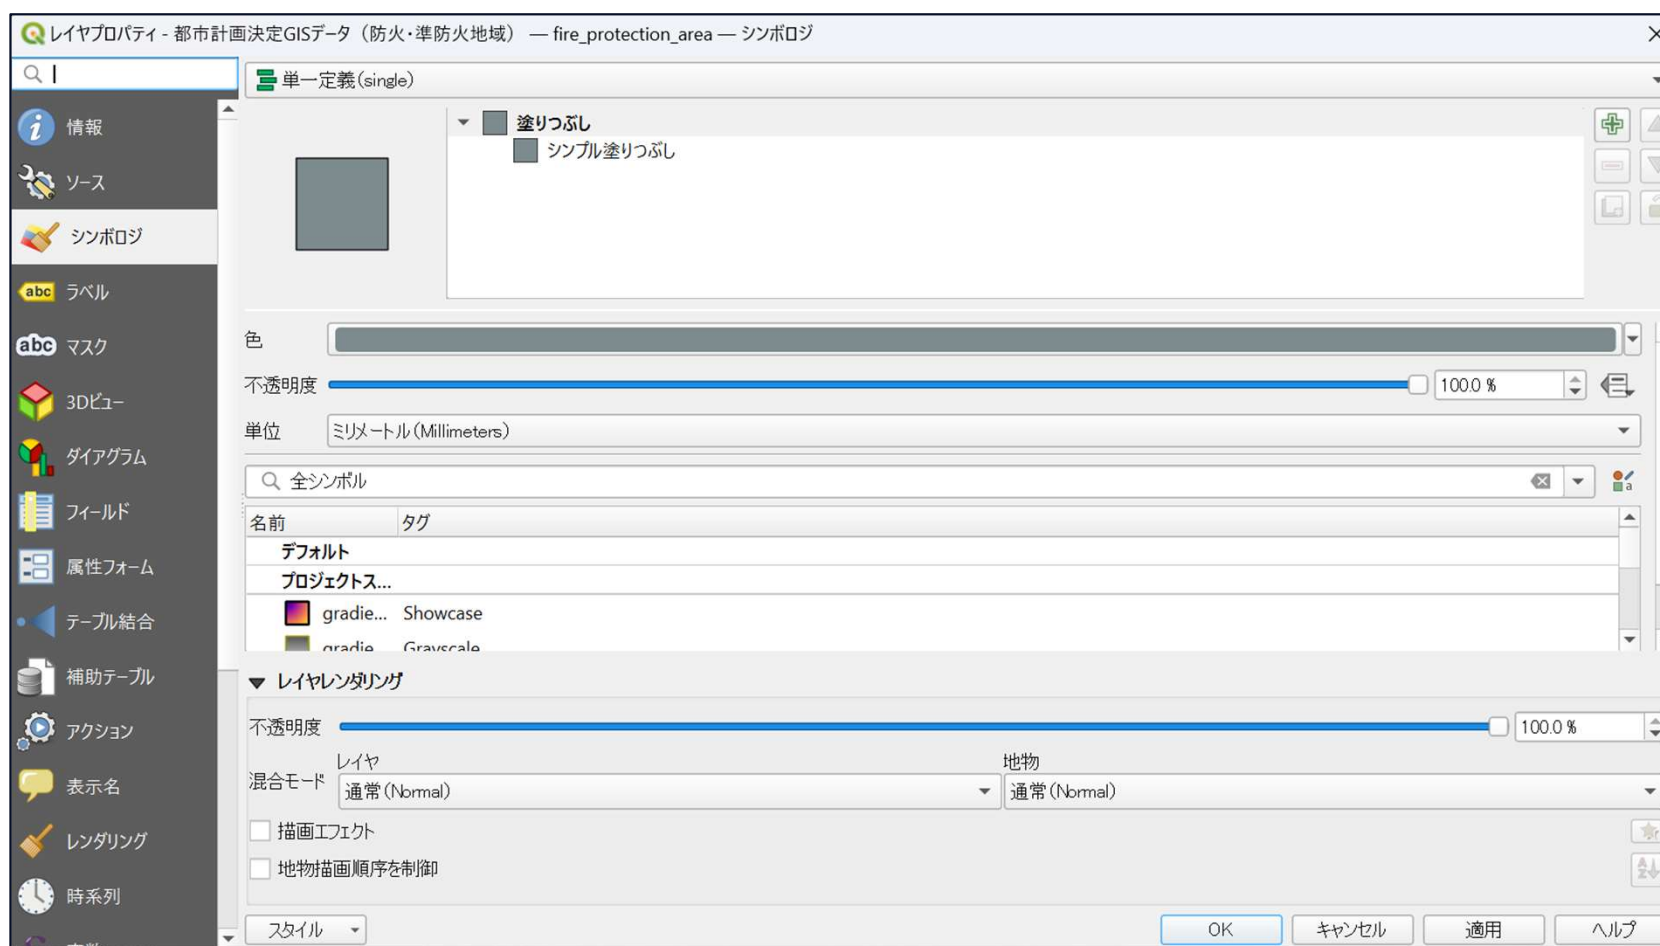 レイヤプロパティ - 都市計画決定GISデータ（防火・準防火地域） — fire_protection_area — シンボロジ
単一定義(single)
情報
ソース
シンボロジ
ラベル
マスク
3Dビュー
ダイアグラム
フィールド
属性フォーム
テーブル結合
補助テーブル
アクション
表示名
レンダリング
時系列
塗りつぶし
シンプル塗りつぶし
色
不透明度 100.0 %
単位 ミリメートル(Millimeters)
全シンボル
名前 タグ
デフォルト
プロジェクトス...
gradie... Showcase
gradie... Grayscale
レイヤレンダリング
不透明度 100.0 %
レイヤ 地物
混合モード 通常(Normal) 通常(Normal)
描画エフェクト
地物描画順序を制御
スタイル OK キャンセル 適用 ヘルプ